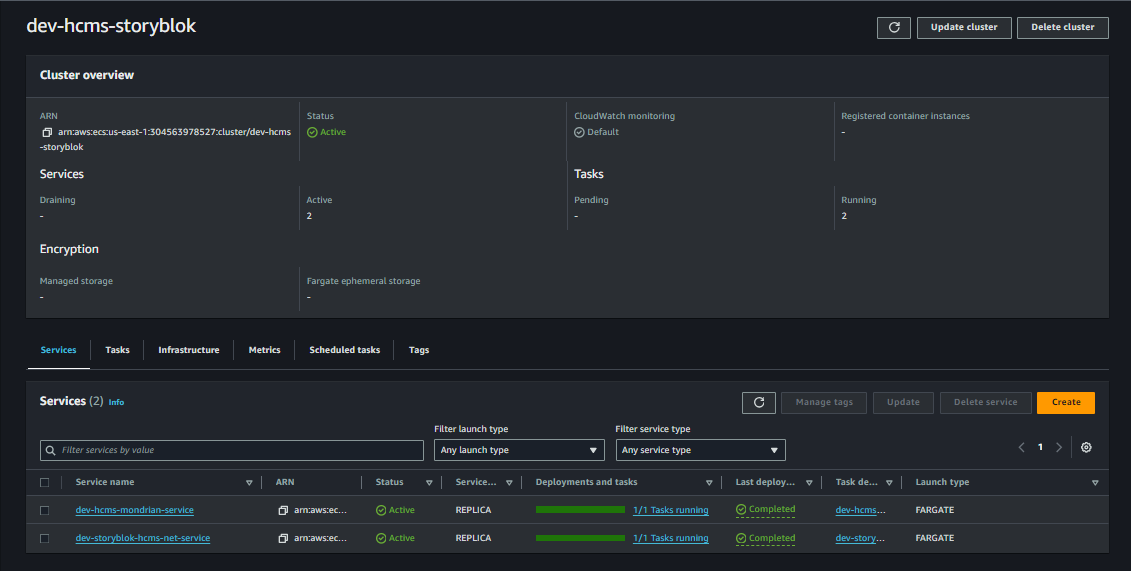 dev-hcms-storyblok
Update cluster
Delete cluster
Cluster overview
ARN
Status
CloudWatch monitoring
Registered container instances
arn:aws:ecs:us-east-1:304563978527:cluster/dev-hcms
-storyblok
Active
Default
-
Services
Tasks
Draining
Active
Pending
Running
-
2
-
2
Encryption
Managed storage
Fargate ephemeral storage
-
-
Services
Tasks
Infrastructure
Metrics
Scheduled tasks
Tags
Services (2) Info
Manage tags
Update
Delete service
Create
Filter launch type
Filter service type
Filter services by value
Any launch type
Any service type
1
Service name
ARN
Status
Service...
Deployments and tasks
Last deploy...
Task de...
Launch type
dev-hcms-mondrian-service
arn:aws:ec...
Active
REPLICA
1/1 Tasks running
Completed
dev-hcms...
FARGATE
dev-storyblok-hcms-net-service
arn:aws:ec...
Active
REPLICA
1/1 Tasks running
Completed
dev-story...
FARGATE